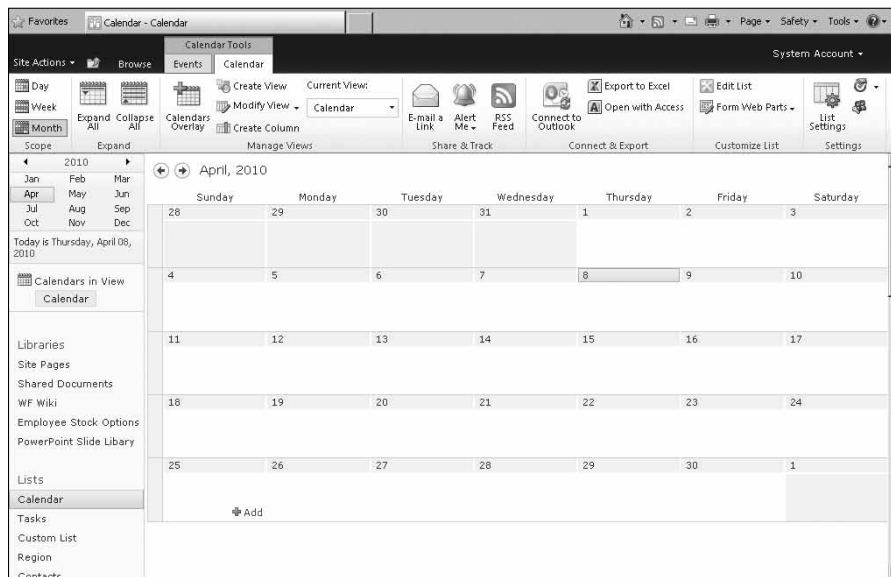 Favorites Calendar - Calendar Page Safety Tools
Calendar Tools
Site Actions Browse Events Calendar System Account
Day Create View Current View: Export to Excel Edit List
Week Modify View Calendar Open with Access Form Web Parts
Month Expand All Collapse All Calendars Overlay Create Column E-mail a Link Alert Me RSS Feed Connect to Outlook List Settings
Scope Expand Manage Views Share & Track Connect & Export Customize List Settings
2010
Jan Feb Mar
Apr May Jun
Jul Aug Sep
Oct Nov Dec
Today is Thursday, April 08, 2010
Calendars in View
Calendar
Libraries
Site Pages
Shared Documents
WF Wiki
Employee Stock Options
PowerPoint Slide Libary
Lists
Calendar
Tasks
Custom List
Region
Contacts
April, 2010
Sunday Monday Tuesday Wednesday Thursday Friday Saturday
28 29 30 31 1 2 3
4 5 6 7 8 9 10
11 12 13 14 15 16 17
18 19 20 21 22 23 24
25 26 27 28 29 30 1
Add